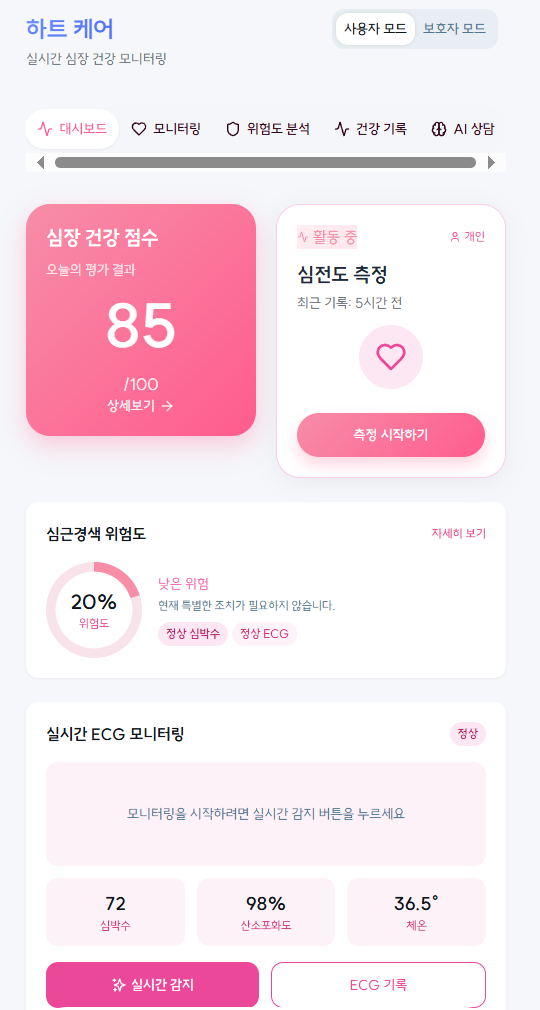 하트 케어
사용자 모드
보호자 모드
실시간 심장 건강 모니터링
대시보드
모니터링
위험도 분석
건강 기록
AI 상담
심장 건강 점수
오늘의 평가 결과
85
/100
상세보기 →
활동 중
개인
심전도 측정
최근 기록: 5시간 전
측정 시작하기
심근경색 위험도
자세히 보기
20%
위험도
낮은 위험
현재 특별한 조치가 필요하지 않습니다.
정상 심박수
정상 ECG
실시간 ECG 모니터링
정상
모니터링을 시작하려면 실시간 감지 버튼을 누르세요
72
심박수
98%
산소포화도
36.5°
체온
실시간 감지
ECG 기록